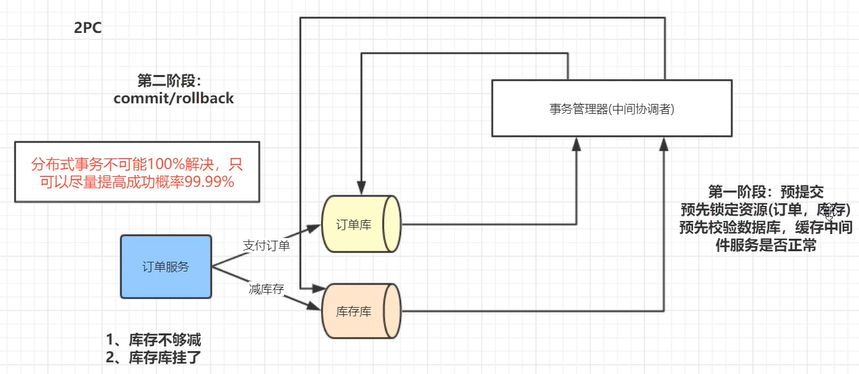 2PC
第二阶段：
commit/rollback
事务管理器(中间协调者)
分布式事务不可能100%解决，只
可以尽量提高成功概率99.99%
第一阶段：预提交
预先锁定资源(订单，库存)
预先校验数据库，缓存中间
件服务是否正常
订单库
支付订单
订单服务
减库存
库存库
1、库存不够减
2、库存库挂了